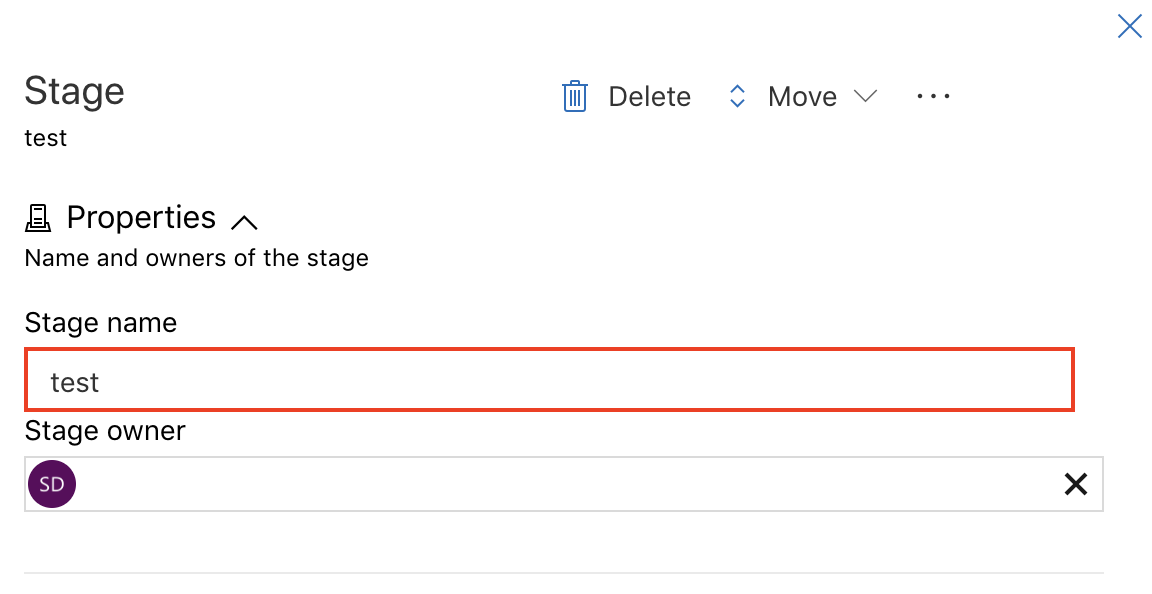 Stage
Delete
Move
...
test
Properties
Name and owners of the stage
Stage name
test
Stage owner
SD